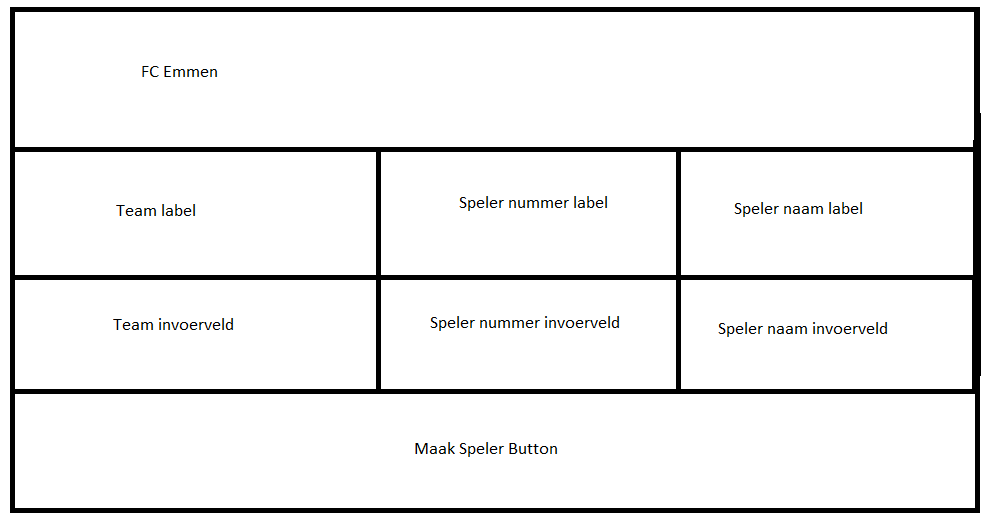 FC Emmen
Team label
Speler nummer label
Speler naam label
Team invoerveld
Speler nummer invoerveld
Speler naam invoerveld
Maak Speler Button